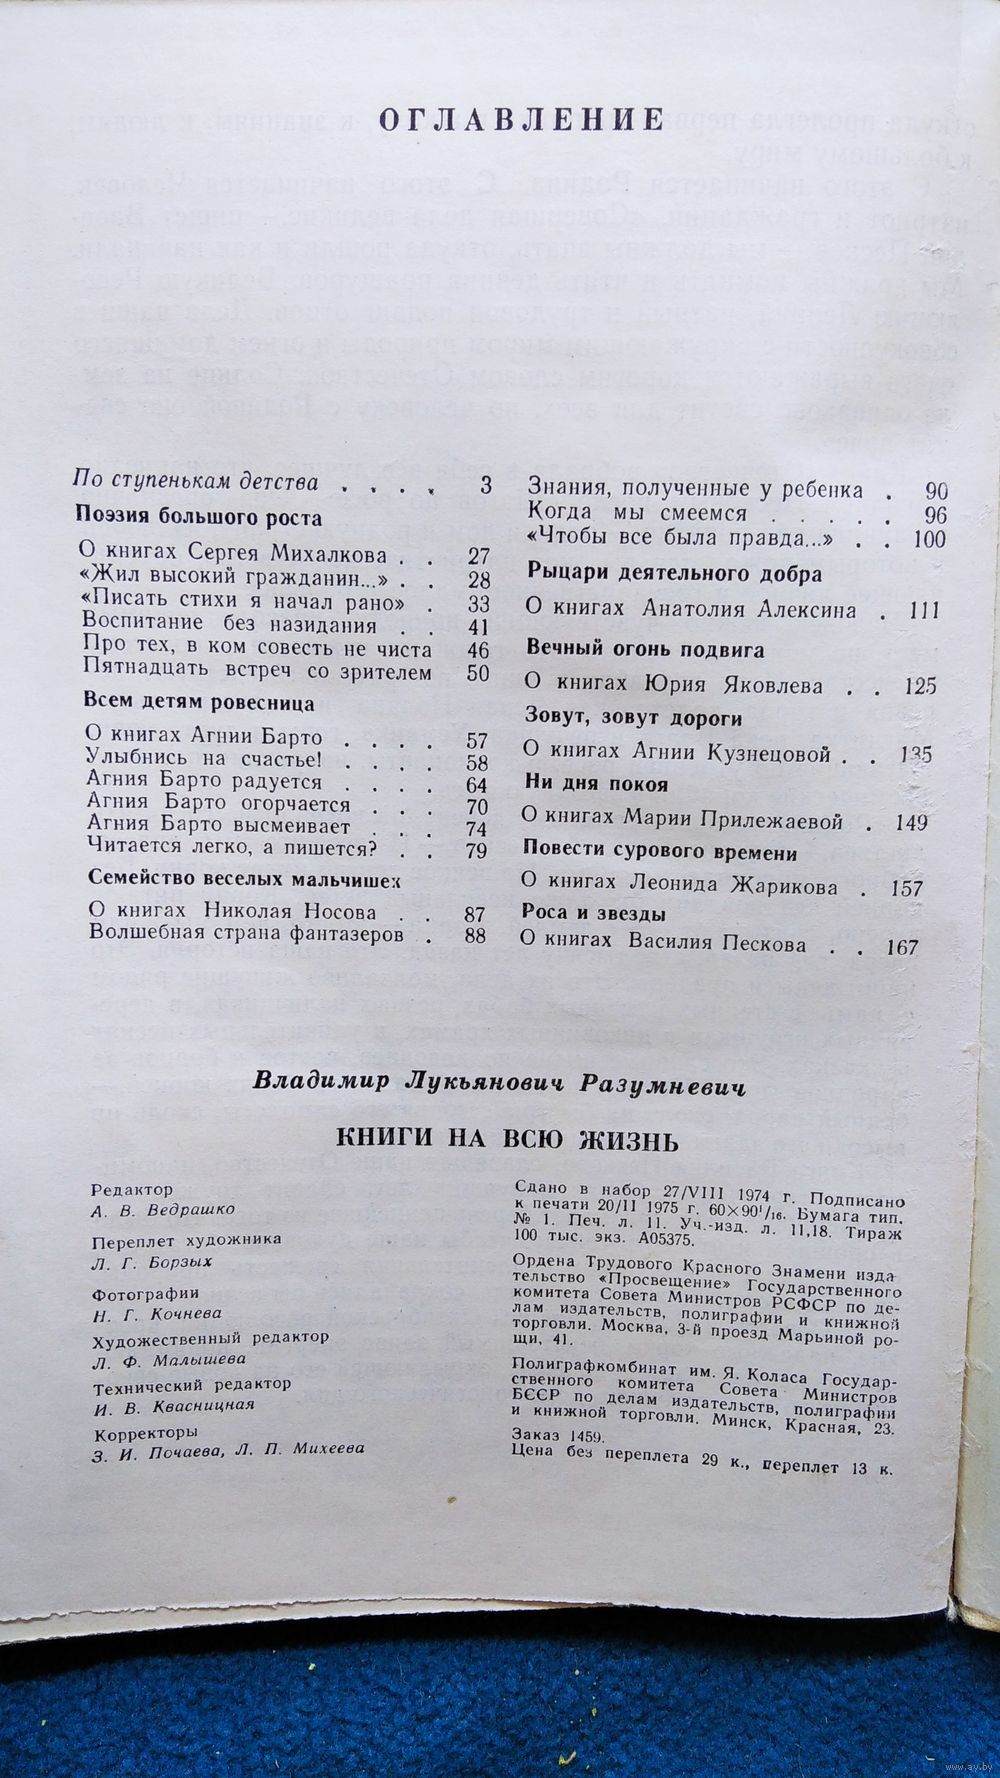 ОГЛАВЛЕНИЕ
По ступенькам детства . . . . 3
Поэзия большого роста
О книгах Сергея Михалкова . . 27
«Жил высокий гражданин...» . . 28
«Писать стихи я начал рано» . 33
Воспитание без назидания . . 41
Про тех, в ком совесть не чиста 46
Пятнадцать встреч со зрителем 50
Всем детям ровесница
О книгах Агнии Барто . . . . 57
Улыбнись на счастье! . . . . 58
Агния Барто радуется . . . . 64
Агния Барто огорчается . . . 70
Агния Барто высмеивает . . . 74
Читается легко, а пишется? . . 79
Семейство веселых мальчишек
О книгах Николая Носова . . 87
Волшебная страна фантазеров . 88
Знания, полученные у ребенка . 90
Когда мы смеемся . . . . . 96
«Чтобы все была правда...» . . 100
Рыцари деятельного добра
О книгах Анатолия Алексина . 111
Вечный огонь подвига
О книгах Юрия Яковлева . . 125
Зовут, зовут дороги
О книгах Агнии Кузнецовой . . 135
Ни дня покоя
О книгах Марии Прилежаевой . 149
Повести сурового времени
О книгах Леонида Жарикова . 157
Роса и звезды
О книгах Василия Пескова . . 167
Владимир Лукьянович Разумневич
КНИГИ НА ВСЮ ЖИЗНЬ
Редактор
А. В. Ведрашко
Переплет художника
Л. Г. Борзых
Фотографии
Н. Г. Кочнева
Художественный редактор
Л. Ф. Малышева
Технический редактор
И. В. Квасницкая
Корректоры
З. И. Почаева, Л. П. Михеева
Сдано в набор 27/VIII 1974 г. Подписано
к печати 20/II 1975 г. 60×90¹/₁₆. Бумага тип.
№ 1. Печ. л. 11. Уч.-изд. л. 11,18. Тираж
100 тыс. экз. А05375.
Ордена Трудового Красного Знамени изда-
тельство «Просвещение» Государственного
комитета Совета Министров РСФСР по де-
лам издательств, полиграфии и книжной
торговли. Москва, 3-й проезд Марьиной ро-
щи, 41.
Полиграфкомбинат им. Я. Коласа Государ-
ственного комитета Совета Министров
БССР по делам издательств, полиграфии
и книжной торговли. Минск, Красная, 23.
Заказ 1459.
Цена без переплета 29 к., переплет 13 к.
www.ay.by